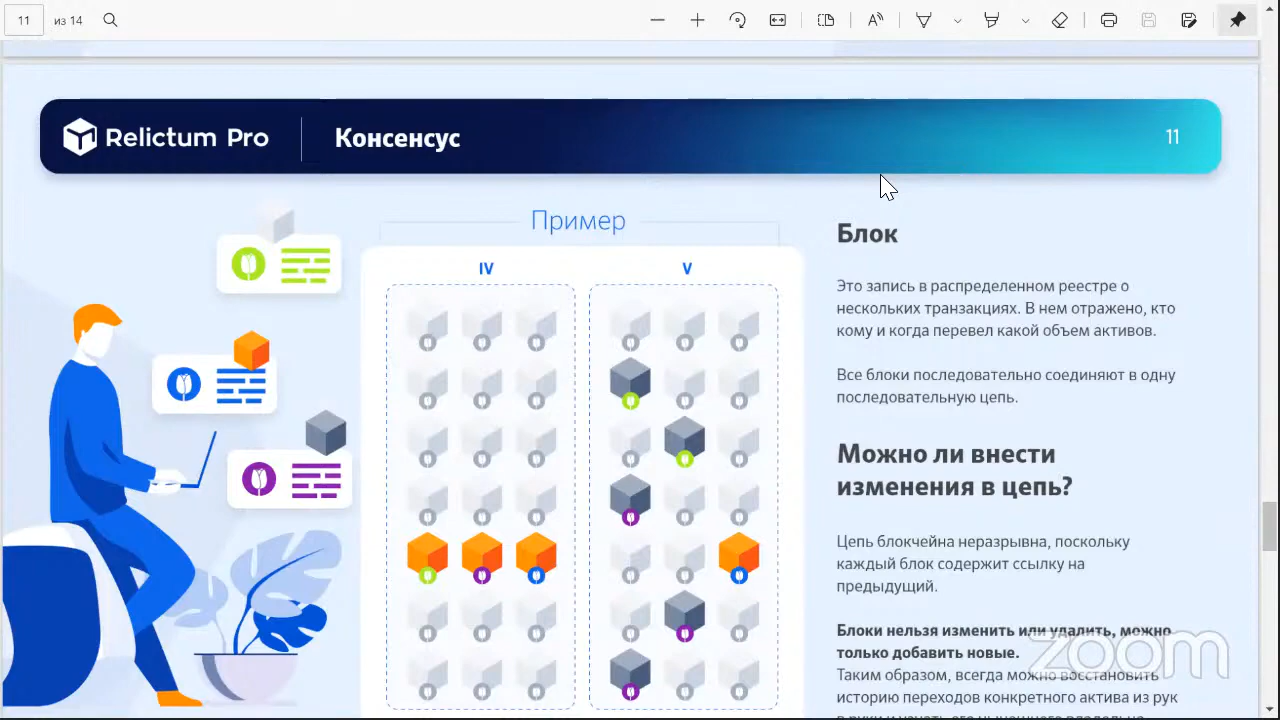 11
из 14
Relictum Pro
Консенсус
11
Пример
IV
V
Блок
Это запись в распределенном реестре о
нескольких транзакциях. В нем отражено, кто
кому и когда перевел какой объем активов.
Все блоки последовательно соединяют в одну
последовательную цепь.
Можно ли внести
изменения в цепь?
Цепь блокчейна неразрывна, поскольку
каждый блок содержит ссылку на
предыдущий.
Блоки нельзя изменить или удалить, можно
только добавить новые.
Таким образом, всегда можно восстановить
историю переходов конкретного актива из рук
zoom